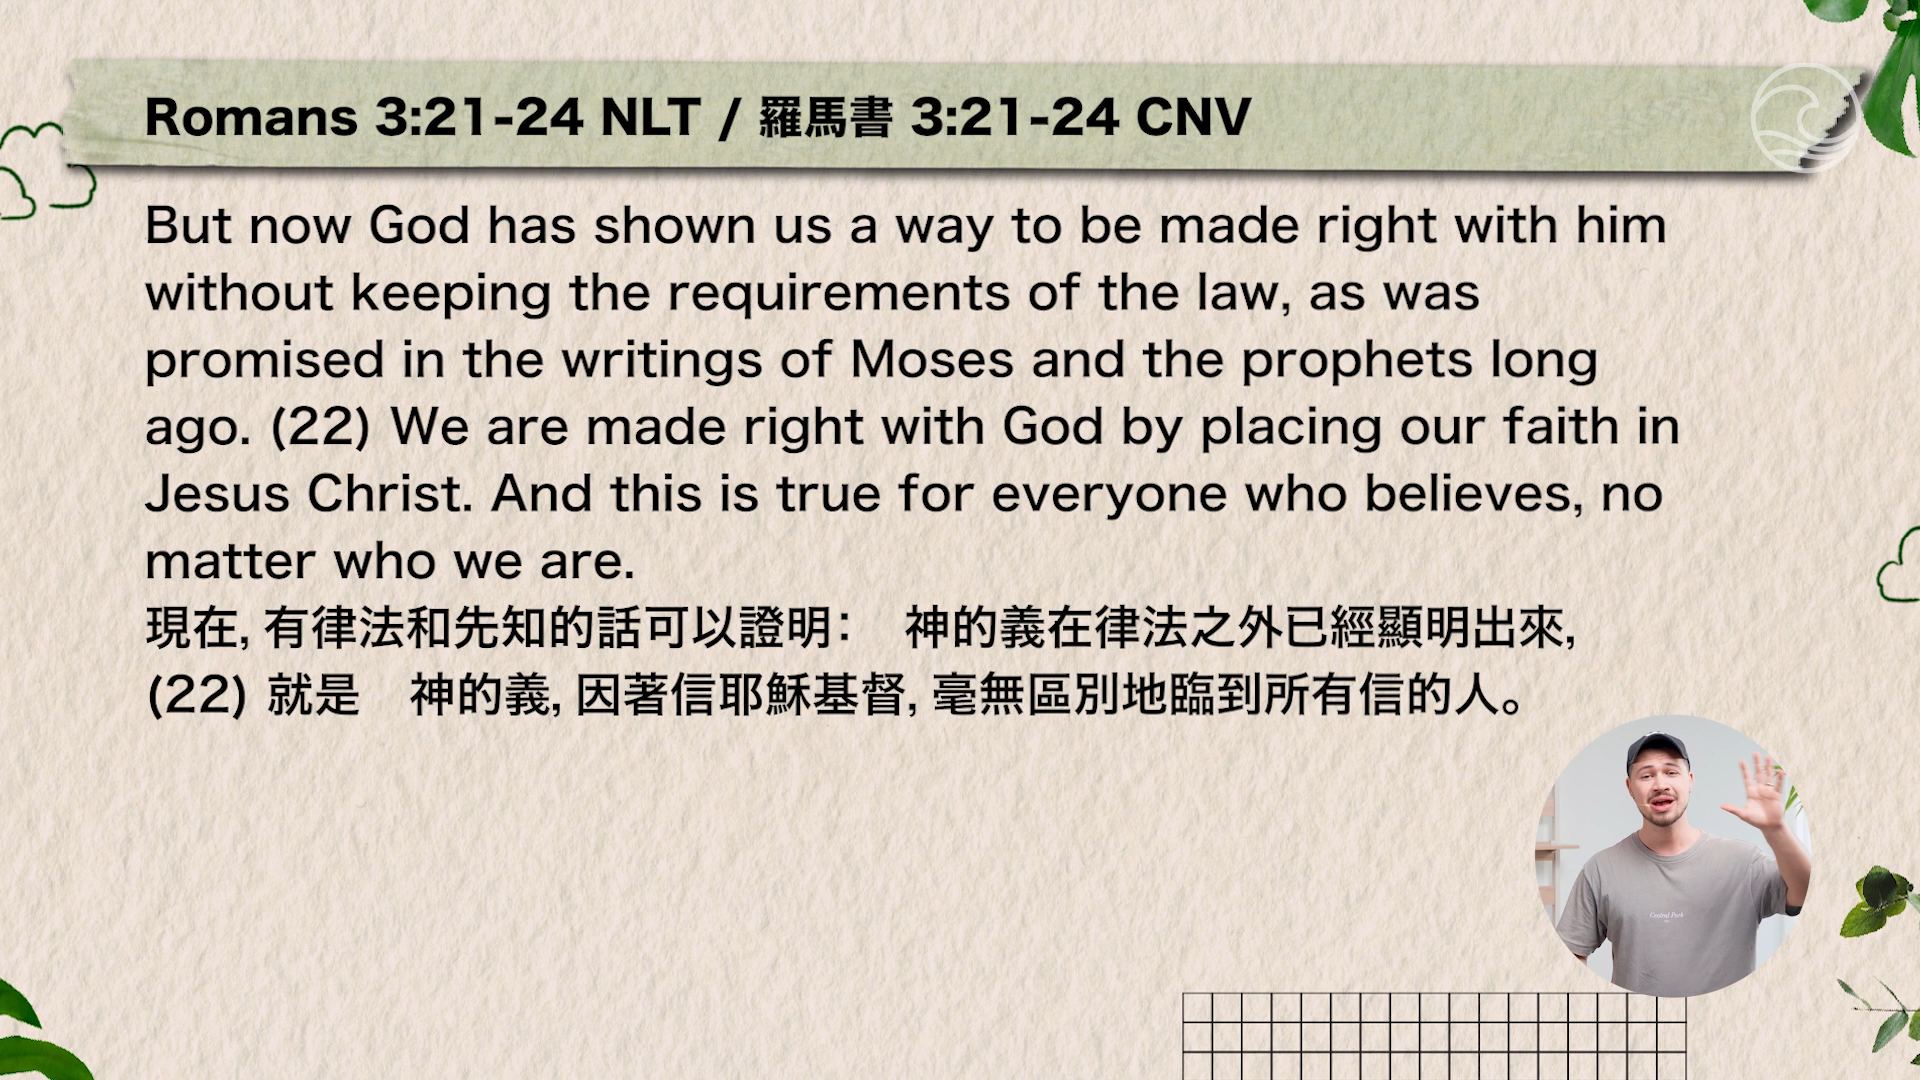 Romans 3:21-24 NLT / 羅馬書 3:21-24 CNV
But now God has shown us a way to be made right with him
without keeping the requirements of the law, as was
promised in the writings of Moses and the prophets long
ago. (22) We are made right with God by placing our faith in
Jesus Christ. And this is true for everyone who believes, no
matter who we are.
現在, 有律法和先知的話可以證明：　神的義在律法之外已經顯明出來,
(22) 就是　神的義, 因著信耶穌基督, 毫無區別地臨到所有信的人。
Central Park